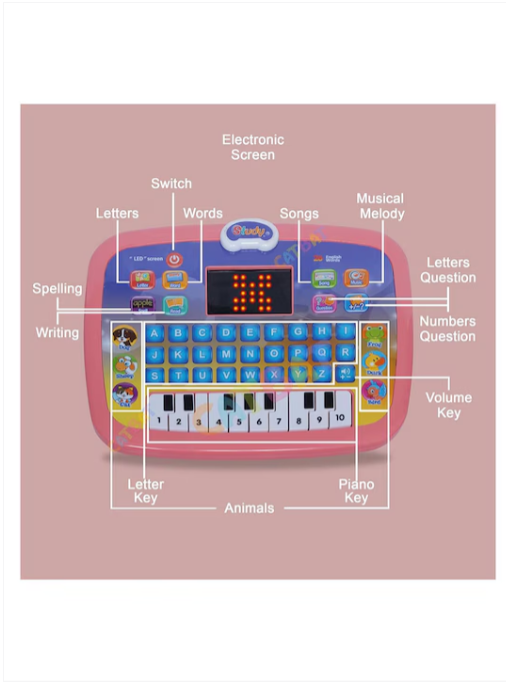 Electronic
Screen
Switch
Letters
Words
Songs
Musical
Melody
Study
"LED" screen
Letters
Question
Spelling
apple
Writing
Numbers
Question
A B C D E F G H I
J K L M N O P Q R
S T U V W X Y Z
Volume
Key
1 2 3 4 5 6 7 8 9 10
Letter
Key
Piano
Key
Animals